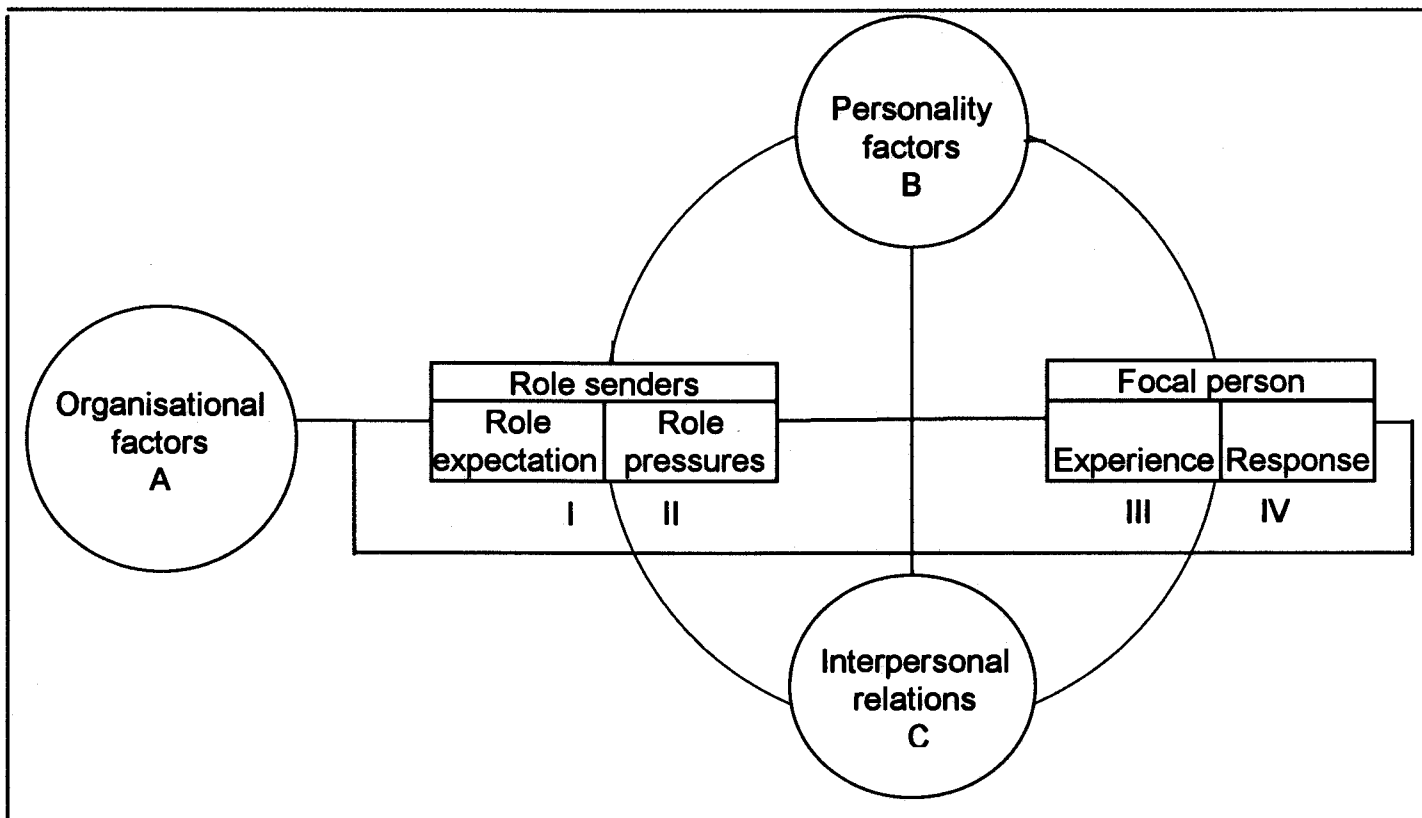 Personality
factors
B
Organisational
factors
A
Role senders
Role
expectation
Role
pressures
I
II
Focal person
Experience
Response
III
IV
Interpersonal
relations
C